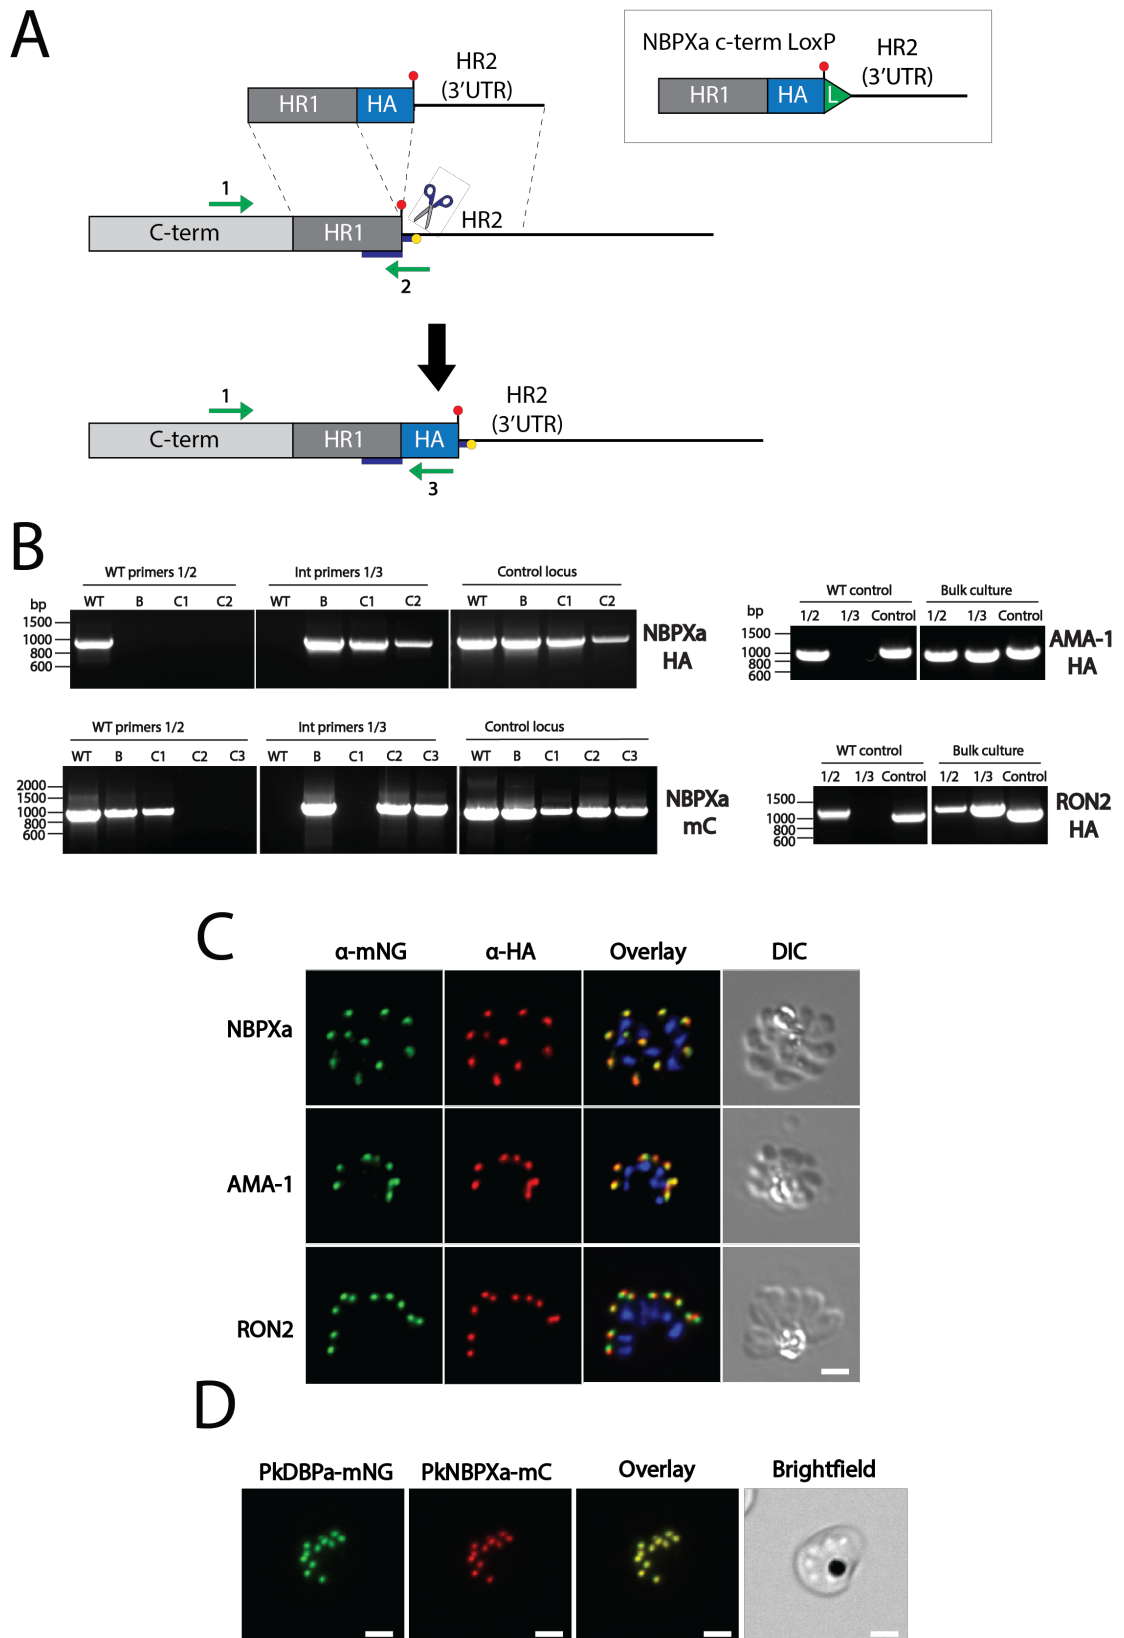 A
HR2
(3'UTR)
HR1 HA
NBPXa c-term LoxP
HR2
(3'UTR)
HR1 HA L
1
C-term HR1 HR2
2
1
HR2
(3'UTR)
C-term HR1 HA
3
B
WT primers 1/2 Int primers 1/3 Control locus
bp WT B C1 C2 WT B C1 C2 WT B C1 C2
1500
1000
800
600
NBPXa
HA
WT control Bulk culture
bp 1/2 1/3 Control 1/2 1/3 Control
1500
1000
800
600
AMA-1
HA
WT primers 1/2 Int primers 1/3 Control locus
WT B C1 C2 C3 WT B C1 C2 C3 WT B C1 C2 C3
2000
1500
1000
800
600
NBPXa
mC
WT control Bulk culture
1/2 1/3 Control 1/2 1/3 Control
1500
1000
800
600
RON2
HA
C
α-mNG α-HA Overlay DIC
NBPXa
AMA-1
RON2
D
PkDBPa-mNG PkNBPXa-mC Overlay Brightfield